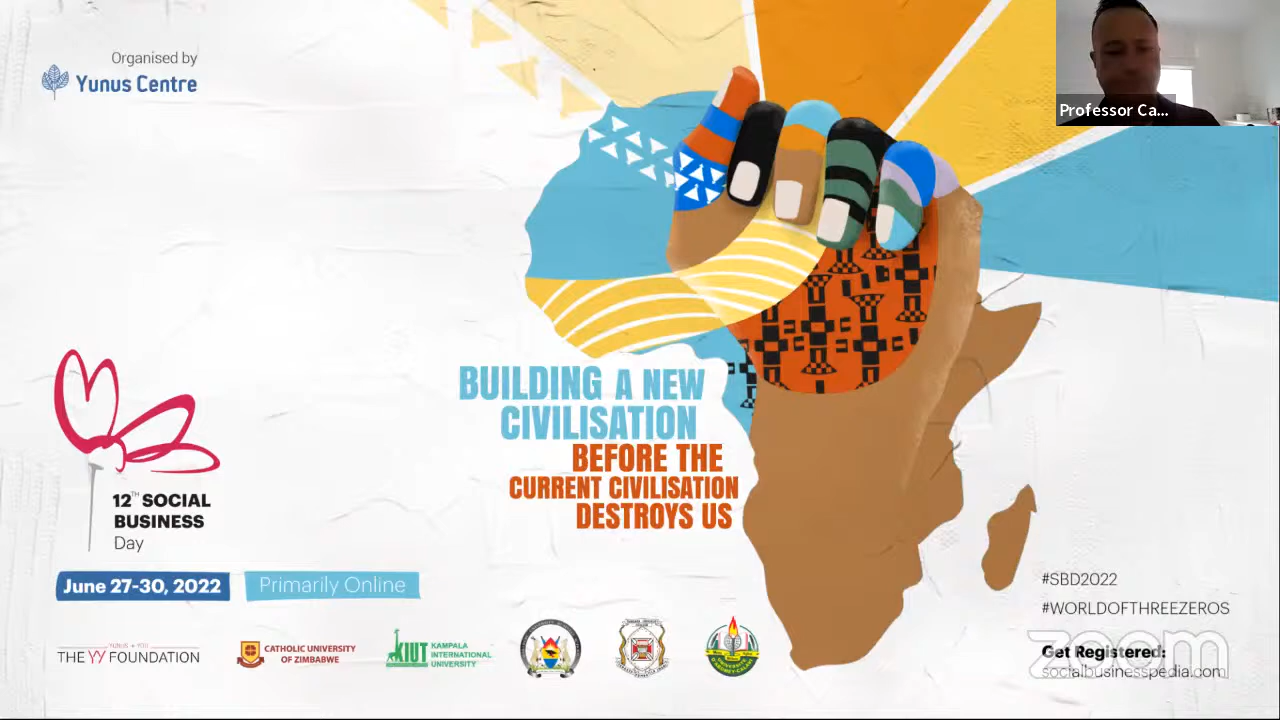 Organised by
Yunus Centre
Professor Ca...
BUILDING A NEW
CIVILISATION
BEFORE THE
CURRENT CIVILISATION
DESTROYS US
12TH SOCIAL
BUSINESS
Day
June 27-30, 2022
Primarily Online
YUNUS + YOU
THE YY FOUNDATION
CATHOLIC UNIVERSITY
OF ZIMBABWE
KIUT
KAMPALA
INTERNATIONAL
UNIVERSITY
#SBD2022
#WORLDOFTHREEZEROS
zoom
Get Registered:
socialbusinesspedia.com